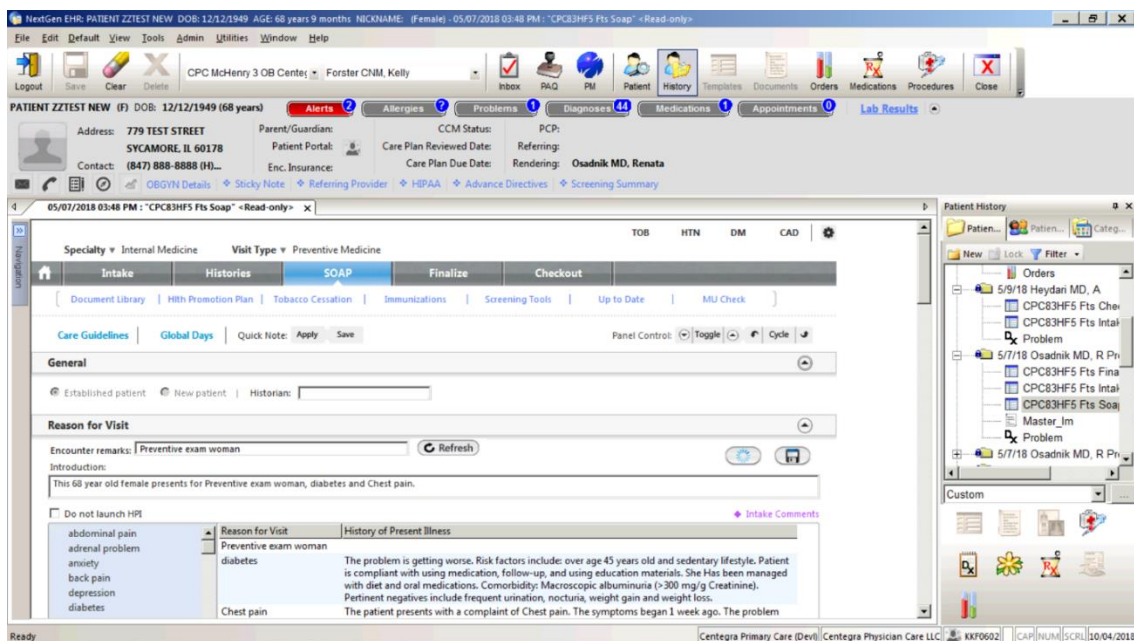 NextGen EHR: PATIENT ZZTEST NEW DOB: 12/12/1949 AGE: 68 years 9 months NICKNAME: (Female) - 05/07/2018 03:48 PM : "CPC83HF5 Fts Soap" <Read-only>
File Edit Default View Tools Admin Utilities Window Help
CPC McHenry 3 OB Center Forster CNM, Kelly
Logout Save Clear Delete Inbox PAQ PM Patient History Templates Documents Orders Medications Procedures Close
PATIENT ZZTEST NEW (F) DOB: 12/12/1949 (68 years) Alerts 2 Allergies ? Problems 1 Diagnoses 44 Medications 1 Appointments 0 Lab Results
Address: 779 TEST STREET Parent/Guardian: CCM Status: PCP:
SYCAMORE, IL 60178 Patient Portal: Care Plan Reviewed Date: Referring:
Contact: (847) 888-8888 (H)... Enc. Insurance: Care Plan Due Date: Rendering: Osadnik MD, Renata
OBGYN Details Sticky Note Referring Provider HIPAA Advance Directives Screening Summary
05/07/2018 03:48 PM : "CPC83HF5 Fts Soap" <Read-only> X
Navigation
TOB HTN DM CAD
Specialty Internal Medicine Visit Type Preventive Medicine
Intake Histories SOAP Finalize Checkout
Document Library | Hlth Promotion Plan | Tobacco Cessation | Immunizations | Screening Tools | Up to Date | MU Check
Care Guidelines Global Days Quick Note: Apply Save Panel Control: Toggle Cycle
General
Established patient New patient | Historian:
Reason for Visit
Encounter remarks: Preventive exam woman Refresh
Introduction:
This 68 year old female presents for Preventive exam woman, diabetes and Chest pain.
Do not launch HPI Intake Comments
abdominal pain
adrenal problem
anxiety
back pain
depression
diabetes
Reason for Visit History of Present Illness
Preventive exam woman
diabetes The problem is getting worse. Risk factors include: over age 45 years old and sedentary lifestyle. Patient
is compliant with using medication, follow-up, and using education materials. She Has been managed
with diet and oral medications. Comorbidity: Macroscopic albuminuria (>300 mg/g Creatinine).
Pertinent negatives include frequent urination, nocturia, weight gain and weight loss.
Chest pain The patient presents with a complaint of Chest pain. The symptoms began 1 week ago. The problem
Patient History
Patien... Patien... Categ...
New Lock Filter
Orders
5/9/18 Heydari MD, A
CPC83HF5 Fts Che
CPC83HF5 Fts Intak
Problem
5/7/18 Osadnik MD, R Pr
CPC83HF5 Fts Fina
CPC83HF5 Fts Intak
CPC83HF5 Fts Soap
Master_Im
Problem
5/7/18 Osadnik MD, R Pr
Custom
Ready Centegra Primary Care (Devl) Centegra Physician Care LLC KKF0602 CAP NUM SCRL 10/04/201